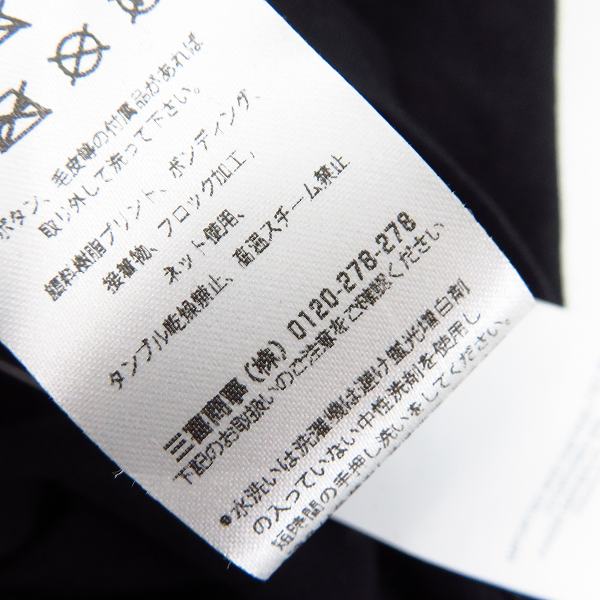 ボタン、毛皮等の付属品があれば、
取り外して洗って下さい。
顔料樹脂プリント、ボンディング、
接着物、フロック加工、
ネット使用、
タンブル乾燥禁止、高温スチーム禁止
三喜商事(株) 0120-278-278
下記のお取扱いのご注意をご確認ください
●水洗いは洗濯機は避け蛍光増白剤
の入っていない中性洗剤を使用し
短時間の手押し洗いをしてください。